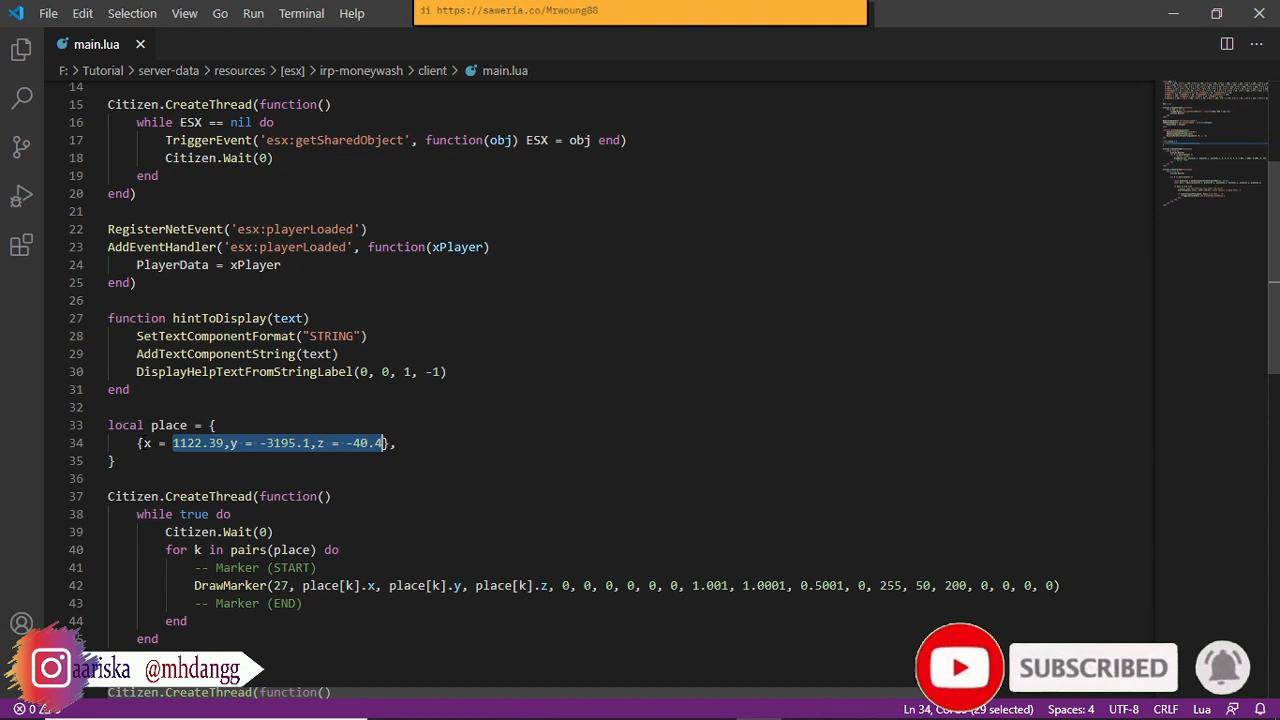 File Edit Selection View Go Run Terminal Help
ji https://saweria.co/Mrwoung88
main.lua
F: > Tutorial > server-data > resources > [esx] > irp-moneywash > client > main.lua
14
15 Citizen.CreateThread(function()
16 while ESX == nil do
17 TriggerEvent('esx:getSharedObject', function(obj) ESX = obj end)
18 Citizen.Wait(0)
19 end
20 end)
21
22 RegisterNetEvent('esx:playerLoaded')
23 AddEventHandler('esx:playerLoaded', function(xPlayer)
24 PlayerData = xPlayer
25 end)
26
27 function hintToDisplay(text)
28 SetTextComponentFormat("STRING")
29 AddTextComponentString(text)
30 DisplayHelpTextFromStringLabel(0, 0, 1, -1)
31 end
32
33 local place = {
34 {x = 1122.39,y = -3195.1,z = -40.4},
35 }
36
37 Citizen.CreateThread(function()
38 while true do
39 Citizen.Wait(0)
40 for k in pairs(place) do
41 -- Marker (START)
42 DrawMarker(27, place[k].x, place[k].y, place[k].z, 0, 0, 0, 0, 0, 0, 1.001, 1.0001, 0.5001, 0, 255, 50, 200, 0, 0, 0, 0)
43 -- Marker (END)
44 end
end
Citizen.CreateThread(function()
aariska @mhdangg
SUBSCRIBED
Spaces: 4 UTF-8 CRLF Lua